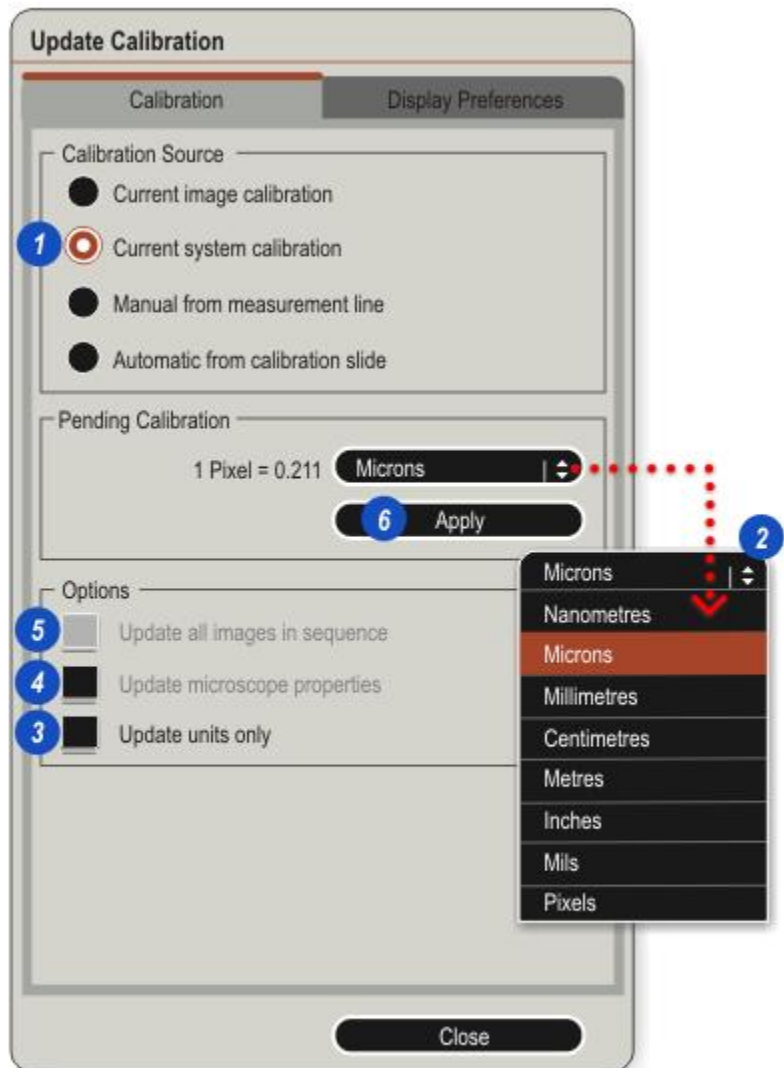 Update Calibration
Calibration Display Preferences
Calibration Source
Current image calibration
1 Current system calibration
Manual from measurement line
Automatic from calibration slide
Pending Calibration
1 Pixel = 0.211 Microns
6 Apply
2
Microns
Nanometres
Microns
Millimetres
Centimetres
Metres
Inches
Mils
Pixels
Options
5 Update all images in sequence
4 Update microscope properties
3 Update units only
Close